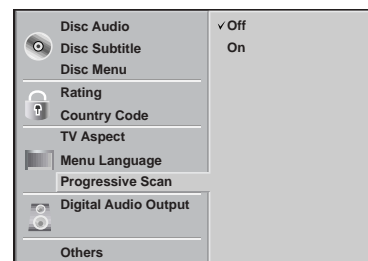 Disc Audio
Disc Subtitle
Disc Menu
Rating
Country Code
TV Aspect
Menu Language
Progressive Scan
Digital Audio Output
Others
✓ Off
On